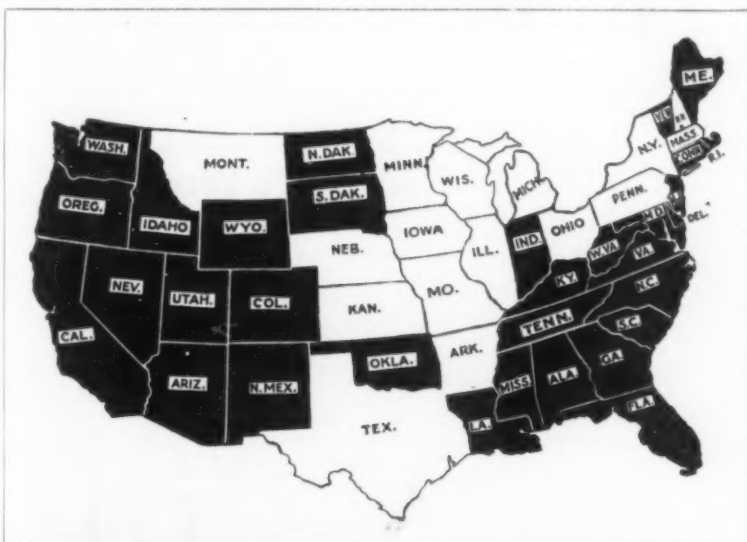 ME.
WASH.
MONT.
N.DAK
MINN.
VER
N.H.
MASS
N.Y.
CONN
R.I.
OREG.
IDAHO
WYO.
S.DAK.
WIS.
MICH.
PENN.
IOWA
NEB.
ILL.
IND.
OHIO
M.D.
DEL.
W.VA.
VA.
NEV.
UTAH.
COL.
KAN.
MO.
KY.
N.C.
CAL.
TENN.
S.C.
ARIZ.
N.MEX.
OKLA.
ARK.
MISS.
ALA.
GA.
TEX.
LA.
FLA.